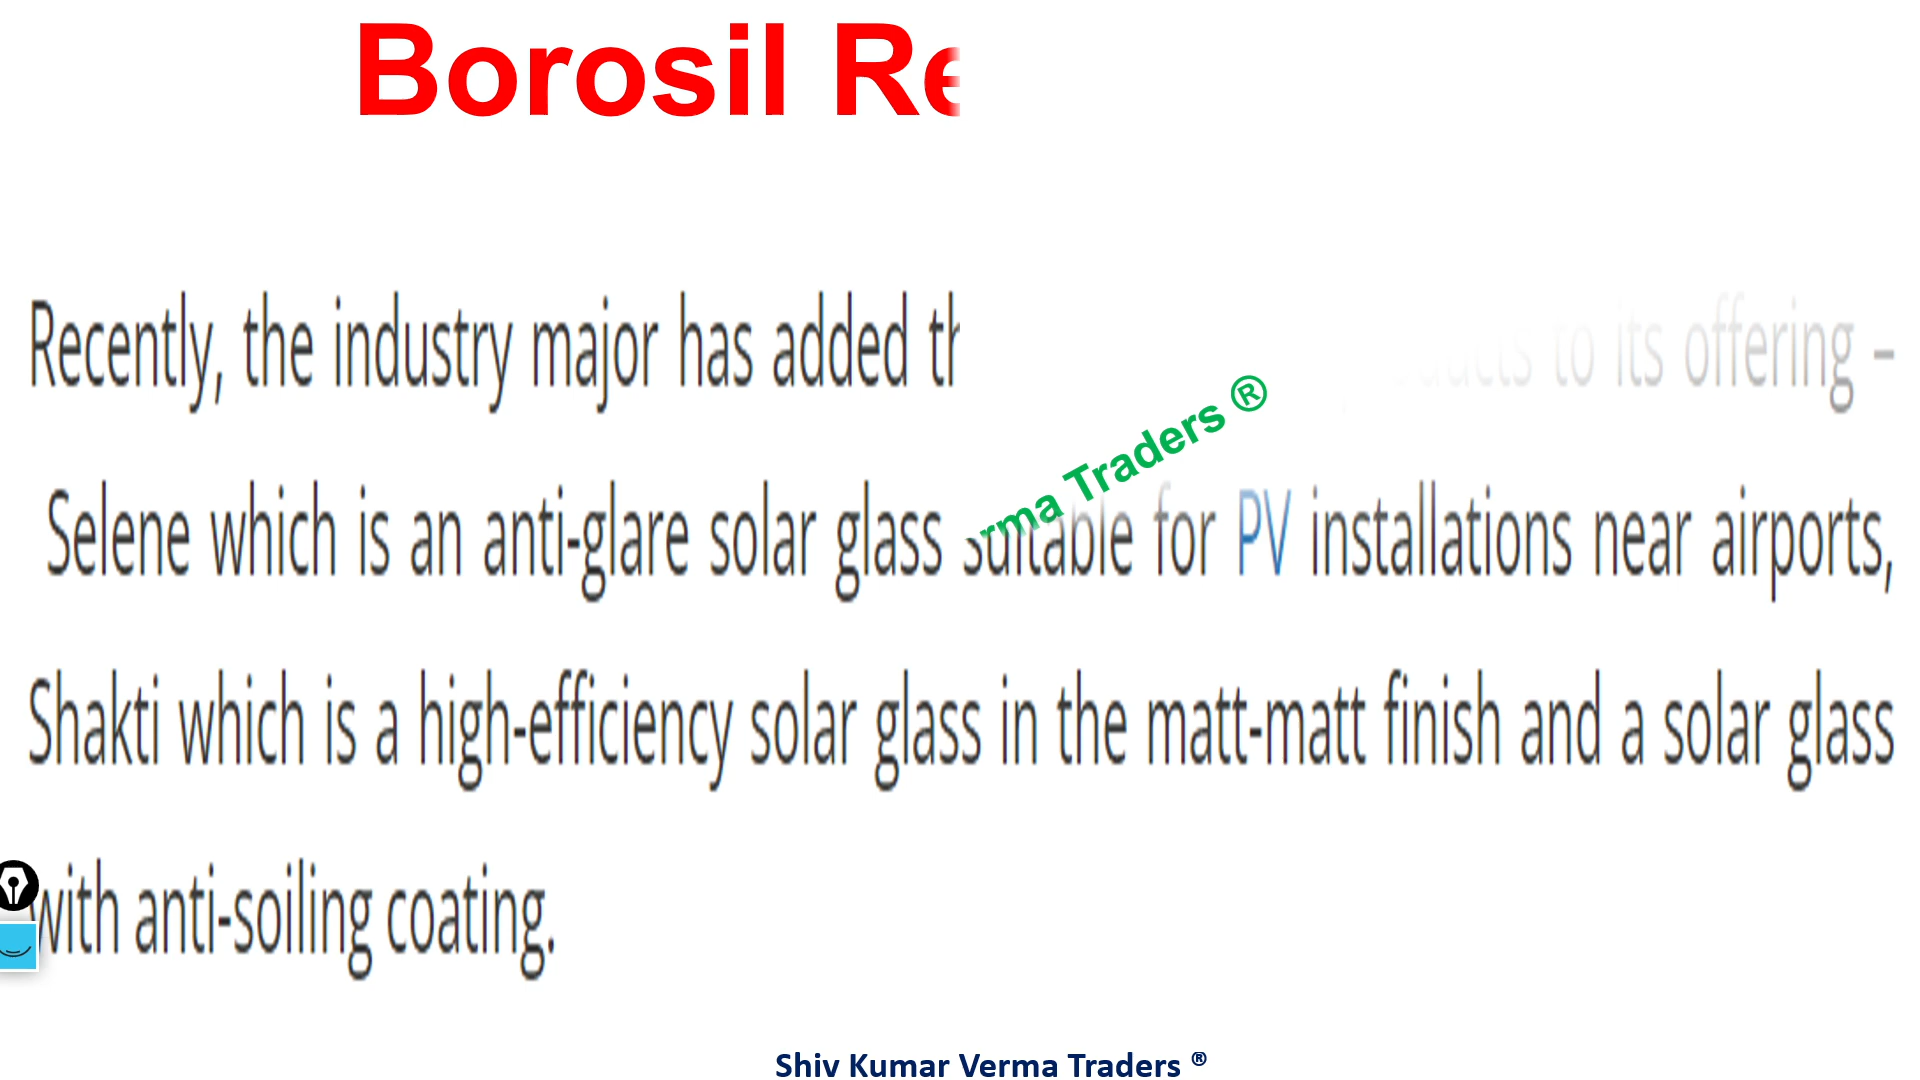 Borosil Re
Recently, the industry major has added to its offering –
Selene which is an anti-glare solar glass suitable for PV installations near airports,
Shakti which is a high-efficiency solar glass in the matt-matt finish and a solar glass
with anti-soiling coating.
Traders ®
Shiv Kumar Verma Traders ®